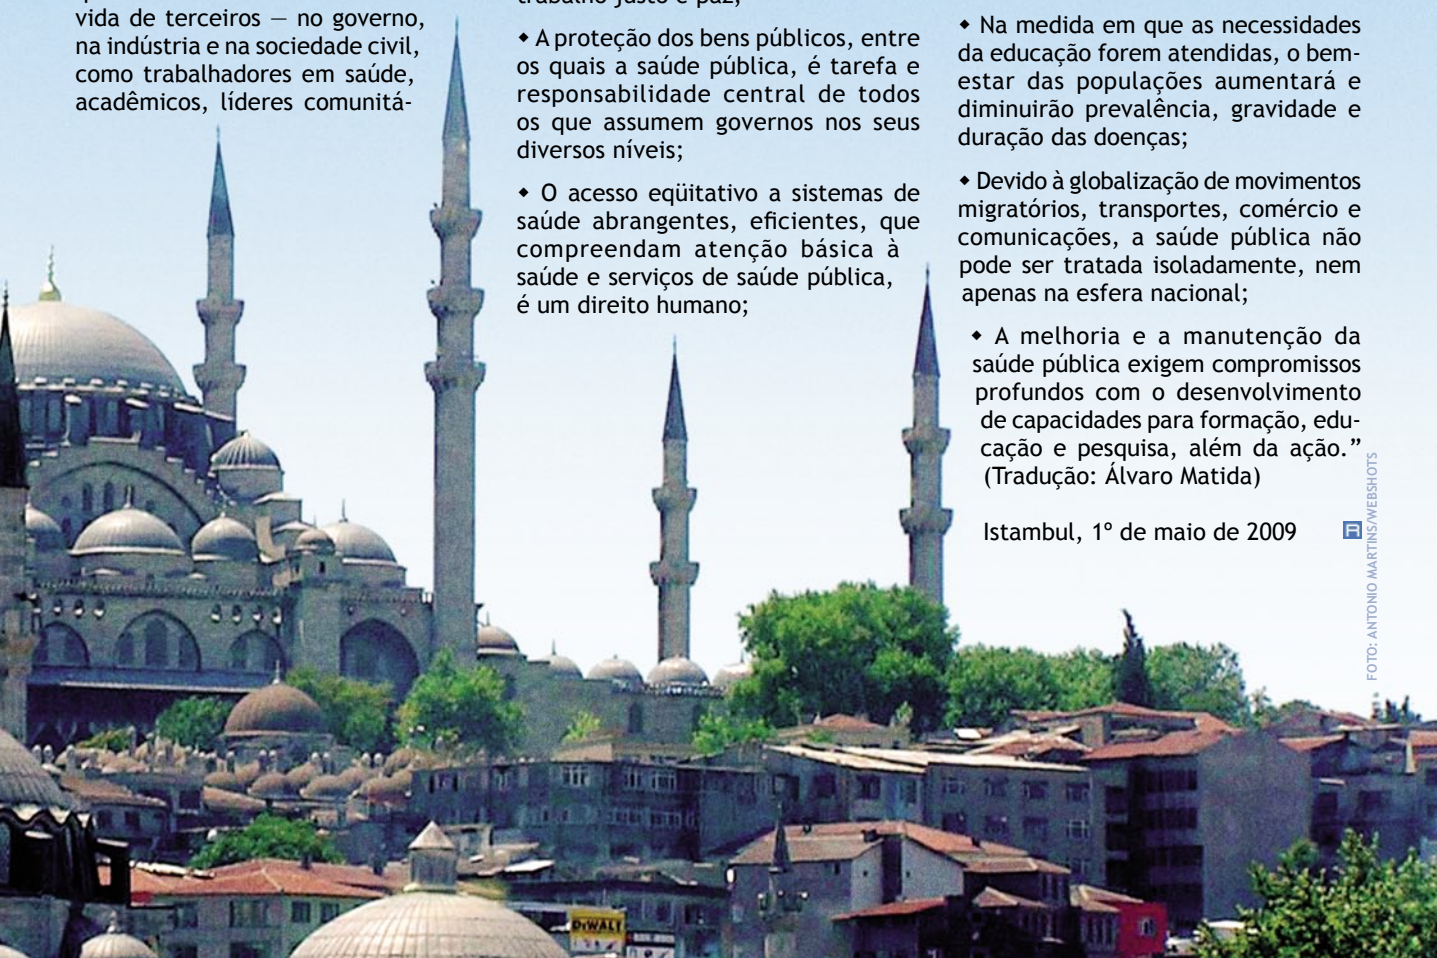 vida de terceiros — no governo,
na indústria e na sociedade civil,
como trabalhadores em saúde,
acadêmicos, líderes comunitá-
trabalho justo e paz;
◆ A proteção dos bens públicos, entre
os quais a saúde pública, é tarefa e
responsabilidade central de todos
os que assumem governos nos seus
diversos níveis;
◆ O acesso eqüitativo a sistemas de
saúde abrangentes, eficientes, que
compreendam atenção básica à
saúde e serviços de saúde pública,
é um direito humano;
◆ Na medida em que as necessidades
da educação forem atendidas, o bem-
estar das populações aumentará e
diminuirão prevalência, gravidade e
duração das doenças;
◆ Devido à globalização de movimentos
migratórios, transportes, comércio e
comunicações, a saúde pública não
pode ser tratada isoladamente, nem
apenas na esfera nacional;
◆ A melhoria e a manutenção da
saúde pública exigem compromissos
profundos com o desenvolvimento
de capacidades para formação, edu-
cação e pesquisa, além da ação.”
(Tradução: Álvaro Matida)
Istambul, 1º de maio de 2009
FOTO: ANTONIO MARTINS/WEBSHOTS
DiWALL